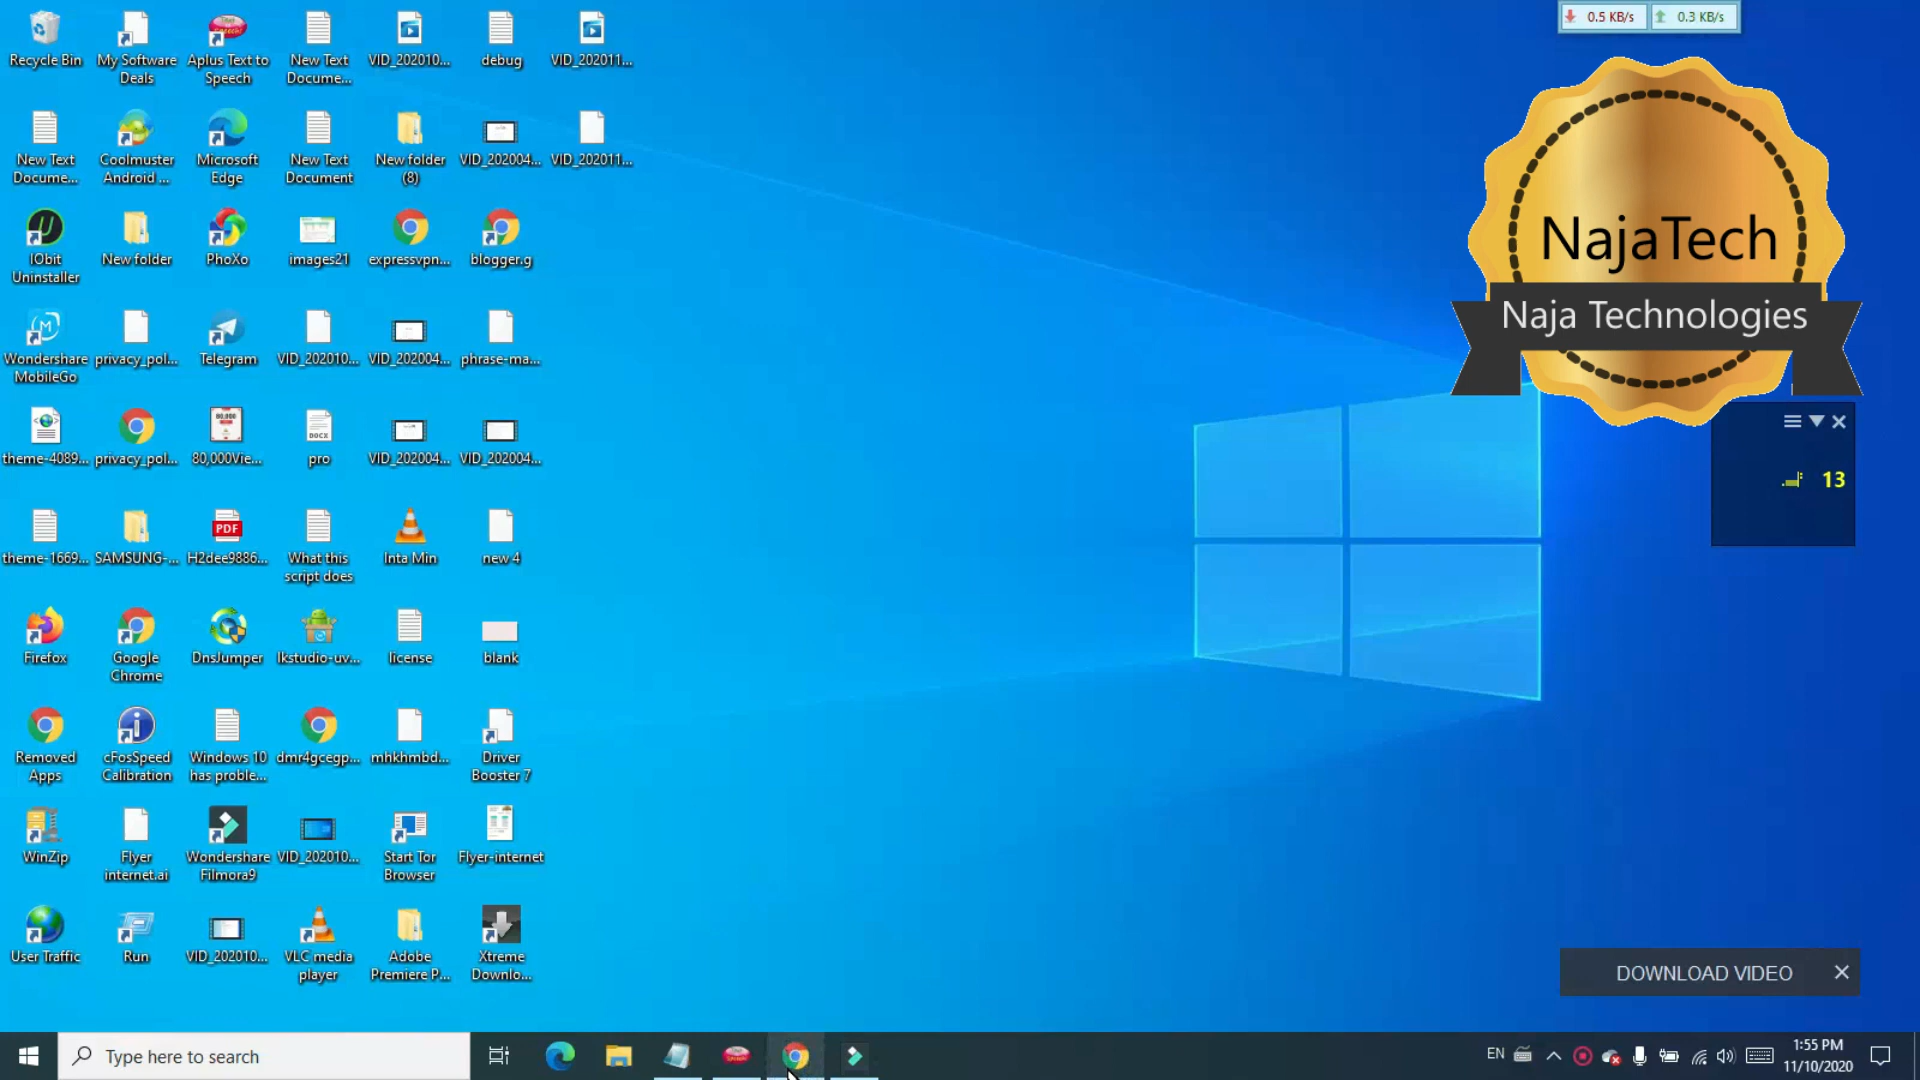 0.5 KB/s
0.3 KB/s
Recycle Bin
My Software
Deals
Aplus Text to
Speech
New Text
Docume...
VID_202010...
debug
VID_202011...
New Text
Docume...
Coolmuster
Android ...
Microsoft
Edge
New Text
Document
New folder
(8)
VID_202004...
VID_202011...
IObit
Uninstaller
New folder
PhoXo
images21
expressvpn...
blogger.g
NajaTech
Naja Technologies
Wondershare
MobileGo
privacy_pol...
Telegram
VID_202010...
VID_202004...
phrase-ma...
theme-4089...
privacy_pol...
80,000Vie...
pro
VID_202004...
VID_202004...
13
theme-1669...
SAMSUNG-...
H2dee9886...
What this
script does
Inta Min
new 4
Firefox
Google
Chrome
DnsJumper
lkstudio-uv...
license
blank
Removed
Apps
cFosSpeed
Calibration
Windows 10
has proble...
dmr4gcegp...
mhkhmbd...
Driver
Booster 7
WinZip
Flyer
internet.ai
Wondershare
Filmora9
VID_202010...
Start Tor
Browser
Flyer-internet
User Traffic
Run
VID_202010...
VLC media
player
Adobe
Premiere P...
Xtreme
Downlo...
DOWNLOAD VIDEO
Type here to search
EN
1:55 PM
11/10/2020